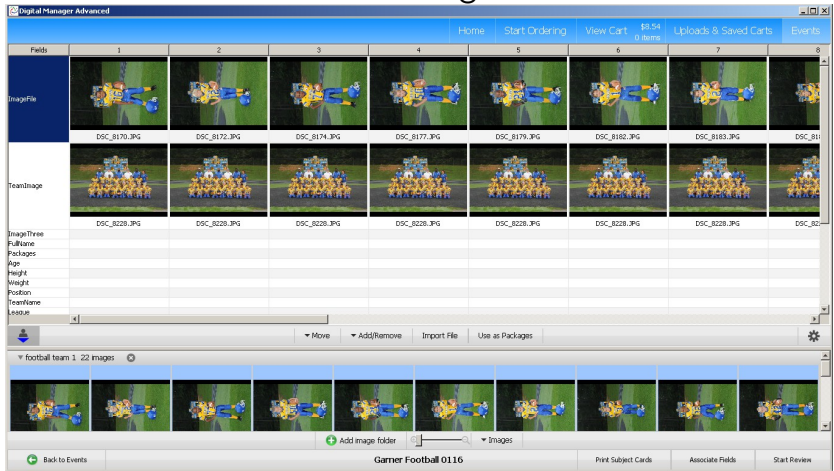 Digital Manager Advanced
Home Start Ordering View Cart $8.54 0 items Uploads & Saved Carts Events
Fields 1 2 3 4 5 6 7 8
ImageFile
DSC_8170.JPG DSC_8172.JPG DSC_8174.JPG DSC_8177.JPG DSC_8179.JPG DSC_8182.JPG DSC_8183.JPG
TeamImage
DSC_8228.JPG DSC_8228.JPG DSC_8228.JPG DSC_8228.JPG DSC_8228.JPG DSC_8228.JPG DSC_8228.JPG
ImageThree
FullName
Packages
Age
Height
Weight
Position
TeamName
League
Move Add/Remove Import File Use as Packages
football team 1 22 images
Add image folder Images
Back to Events Garner Football 0116 Print Subject Cards Associate Fields Start Review